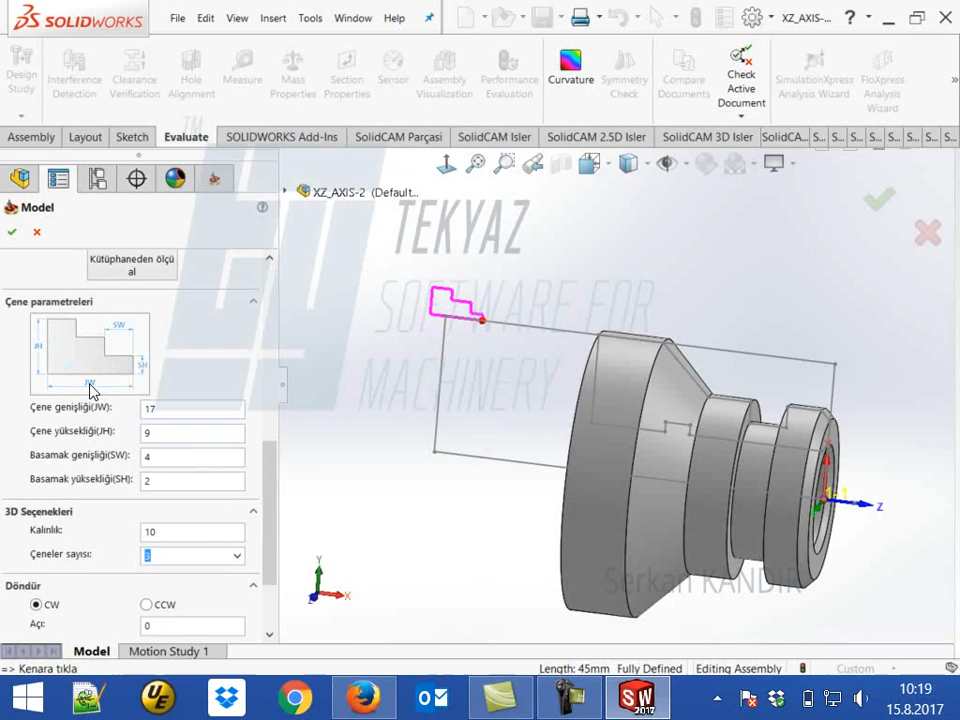 SOLIDWORKS
File Edit View Insert Tools Window Help
XZ_AXIS-...
Design Study
Interference Detection
Clearance Verification
Hole Alignment
Measure
Mass Properties
Section Properties
Sensor
Assembly Visualization
Performance Evaluation
Curvature
Symmetry Check
Compare Documents
Check Active Document
SimulationXpress Analysis Wizard
FloXpress Analysis Wizard
TM
Assembly Layout Sketch Evaluate SOLIDWORKS Add-Ins SolidCAM Parçasi SolidCAM Isler SolidCAM 2.5D Isler SolidCAM 3D Isler SolidCA... S... S... S... S... S... S... S...
Model
XZ_AXIS-2 (Default...
Kütüphaneden ölçü al
Çene parametreleri
SW
JH
SH
JW
Çene genişliği(JW): 17
Çene yüksekliği(JH): 9
Basamak genişliği(SW): 4
Basamak yüksekliği(SH): 2
3D Seçenekleri
Kalınlık: 10
Çeneler sayısı: 3
Döndür
CW CCW
Açı: 0
TEKYAZ
SOFTWARE FOR
MACHINERY
Z
Y
X
Serkan KANDIR
Model Motion Study 1
=> Kenara tıkla
Length: 45mm Fully Defined Editing Assembly Custom
SW
2017
10:19
15.8.2017